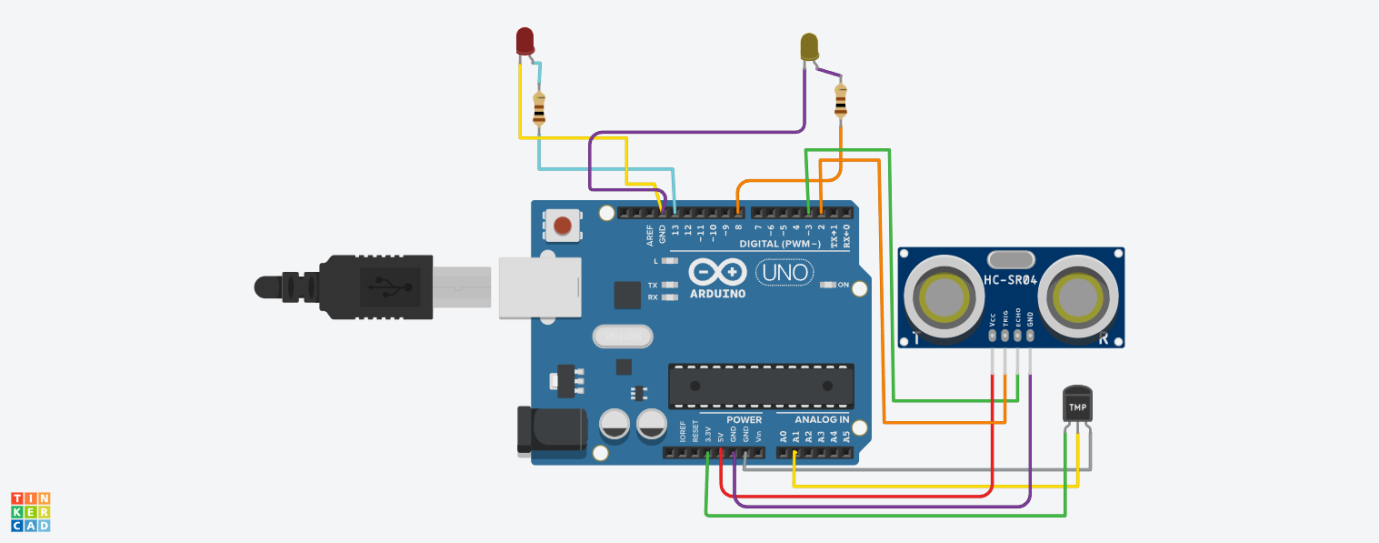 AREF
GND
13
12
~11
~10
~9
8
7
~6
~5
4
~3
2
TX→1
RX←0
DIGITAL (PWM~)
L
TX
RX
ARDUINO
UNO
ON
HC-SR04
VCC
TRIG
ECHO
GND
T
R
TMP
POWER
ANALOG IN
IOREF
RESET
3.3V
5V
GND
GND
Vin
A0
A1
A2
A3
A4
A5
TIN
KER
CAD